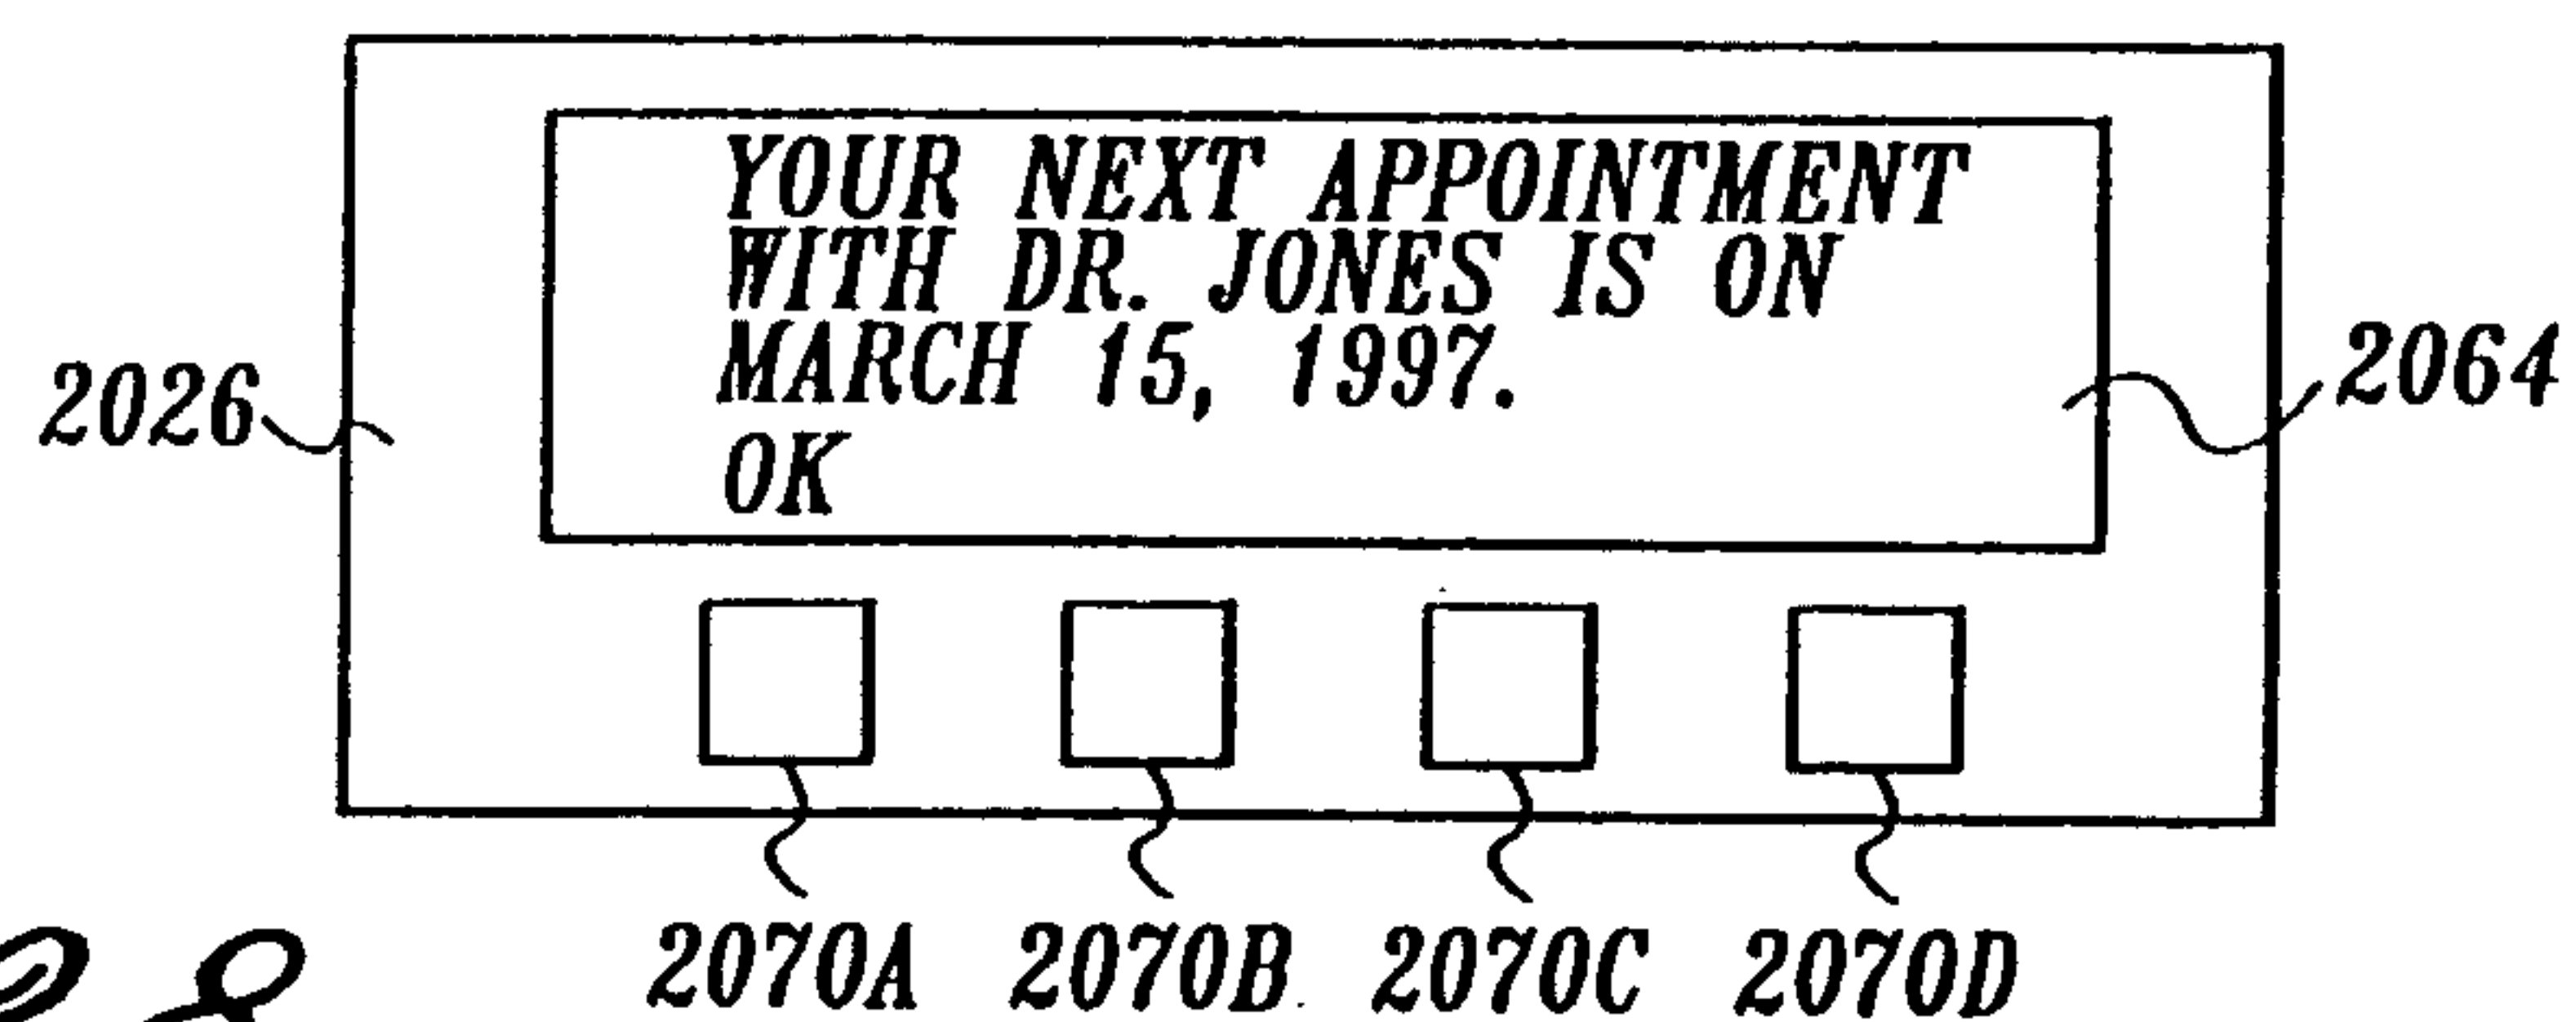 YOUR NEXT APPOINTMENT
WITH DR. JONES IS ON
MARCH 15, 1997.
OK
2026
2064
2070A 2070B 2070C 2070D